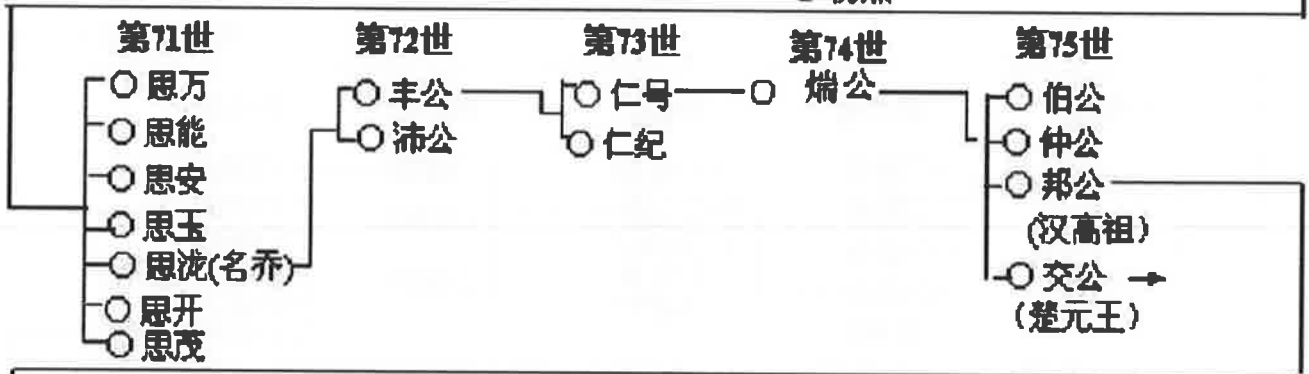 第71世 第72世 第73世 第74世 第75世
思万
思能
思安
思玉
思泷(名乔)
思开
思茂
丰公
沛公
仁号
仁纪
煓公
伯公
仲公
邦公
(汉高祖)
交公
(楚元王)